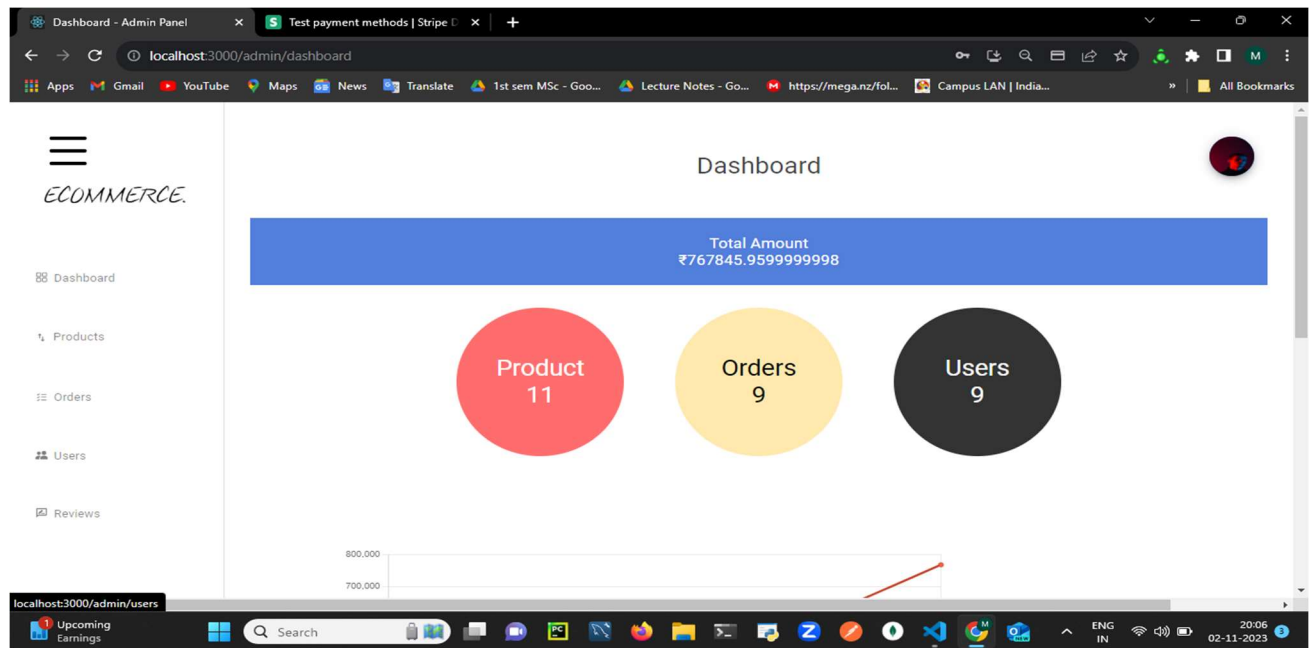 Dashboard - Admin Panel
Test payment methods | Stripe D
localhost:3000/admin/dashboard
M
Apps
Gmail
YouTube
Maps
News
Translate
1st sem MSc - Goo...
Lecture Notes - Go...
https://mega.nz/fol...
Campus LAN | India...
»
All Bookmarks
ECOMMERCE.
Dashboard
Total Amount
₹767845.9599999998
Dashboard
Products
Orders
Users
Reviews
Product
11
Orders
9
Users
9
800,000
700,000
localhost:3000/admin/users
1
Upcoming
Earnings
Search
PC
Z
M
ENG
IN
20:06
02-11-2023
3